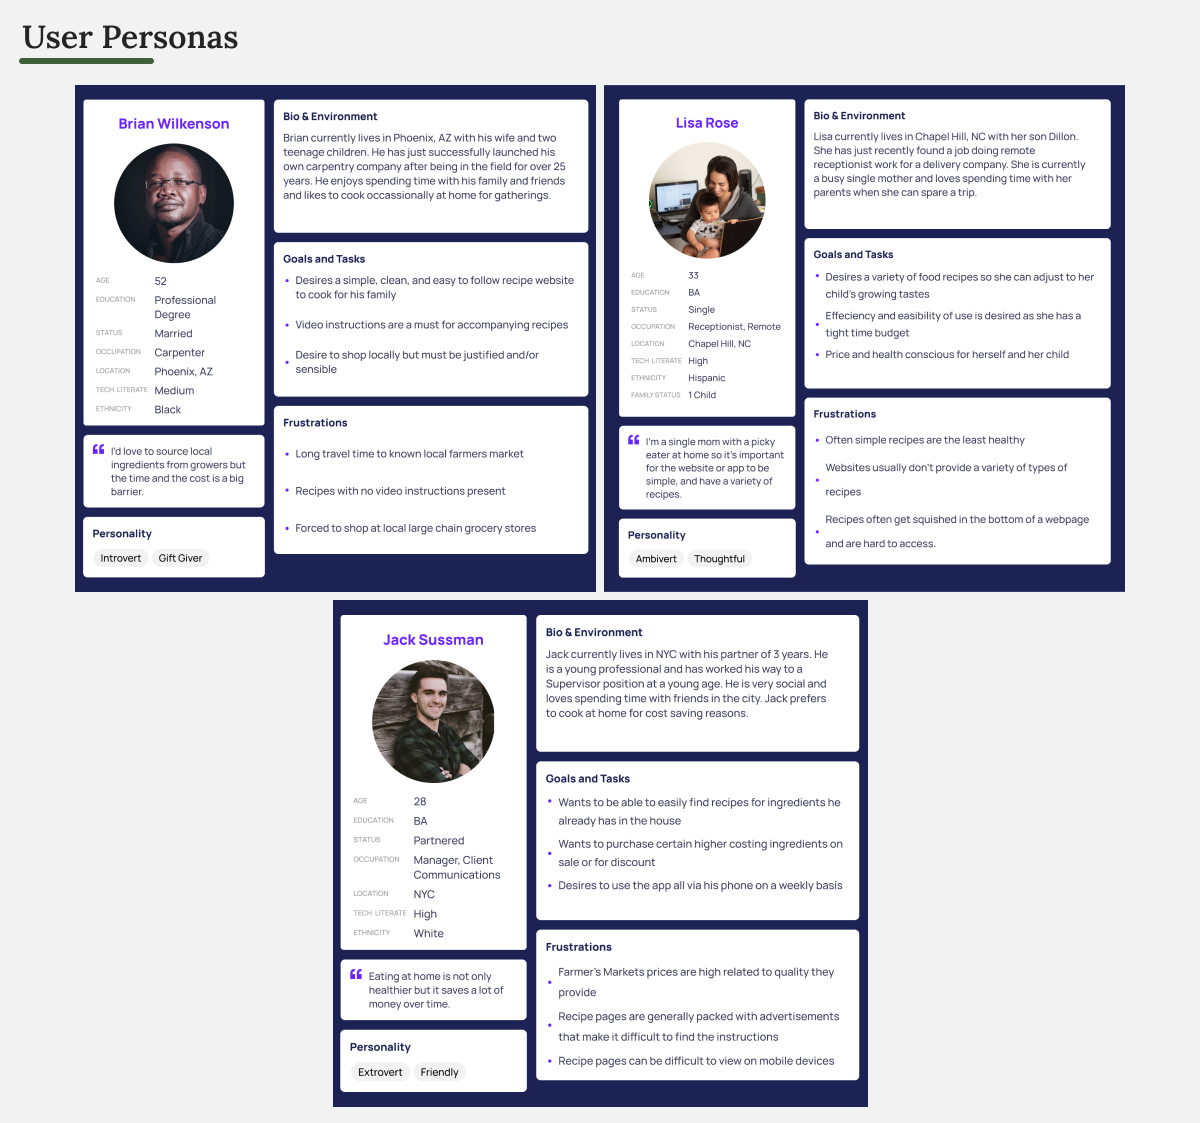 User Personas
Brian Wilkenson
AGE 52
EDUCATION Professional
Degree
STATUS Married
OCCUPATION Carpenter
LOCATION Phoenix, AZ
TECH LITERATE Medium
ETHNICITY Black
I'd love to source local
ingredients from growers but
the time and the cost is a big
barrier.
Personality
Introvert Gift Giver
Bio & Environment
Brian currently lives in Phoenix, AZ with his wife and two
teenage children. He has just successfully launched his
own carpentry company after being in the field for over 25
years. He enjoys spending time with his family and friends
and likes to cook occassionally at home for gatherings.
Goals and Tasks
Desires a simple, clean, and easy to follow recipe website
to cook for his family
Video instructions are a must for accompanying recipes
Desire to shop locally but must be justified and/or
sensible
Frustrations
Long travel time to known local farmers market
Recipes with no video instructions present
Forced to shop at local large chain grocery stores
Lisa Rose
AGE 33
EDUCATION BA
STATUS Single
OCCUPATION Receptionist, Remote
LOCATION Chapel Hill, NC
TECH LITERATE High
ETHNICITY Hispanic
FAMILY STATUS 1 Child
I'm a single mom with a picky
eater at home so it's important
for the website or app to be
simple, and have a variety of
recipes.
Personality
Ambivert Thoughtful
Bio & Environment
Lisa currently lives in Chapel Hill, NC with her son Dillon.
She has just recently found a job doing remote
receptionist work for a delivery company. She is currently
a busy single mother and loves spending time with her
parents when she can spare a trip.
Goals and Tasks
Desires a variety of food recipes so she can adjust to her
child's growing tastes
Effeciency and easibility of use is desired as she has a
tight time budget
Price and health conscious for herself and her child
Frustrations
Often simple recipes are the least healthy
Websites usually don't provide a variety of types of
recipes
Recipes often get squished in the bottom of a webpage
and are hard to access.
Jack Sussman
AGE 28
EDUCATION BA
STATUS Partnered
OCCUPATION Manager, Client
Communications
LOCATION NYC
TECH LITERATE High
ETHNICITY White
Eating at home is not only
healthier but it saves a lot of
money over time.
Personality
Extrovert Friendly
Bio & Environment
Jack currently lives in NYC with his partner of 3 years. He
is a young professional and has worked his way to a
Supervisor position at a young age. He is very social and
loves spending time with friends in the city. Jack prefers
to cook at home for cost saving reasons.
Goals and Tasks
Wants to be able to easily find recipes for ingredients he
already has in the house
Wants to purchase certain higher costing ingredients on
sale or for discount
Desires to use the app all via his phone on a weekly basis
Frustrations
Farmer's Markets prices are high related to quality they
provide
Recipe pages are generally packed with advertisements
that make it difficult to find the instructions
Recipe pages can be difficult to view on mobile devices